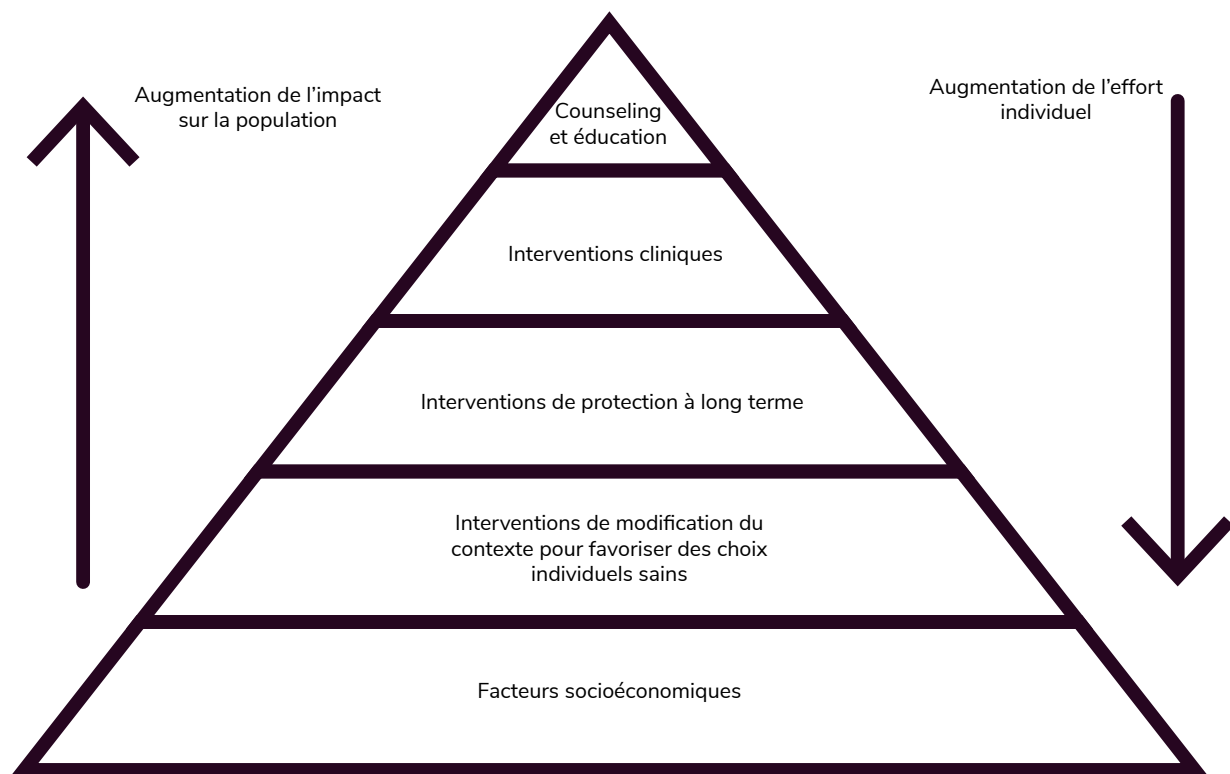 Augmentation de l’impact
sur la population
Augmentation de l’effort
individuel
Counseling
et éducation
Interventions cliniques
Interventions de protection à long terme
Interventions de modification du
contexte pour favoriser des choix
individuels sains
Facteurs socioéconomiques